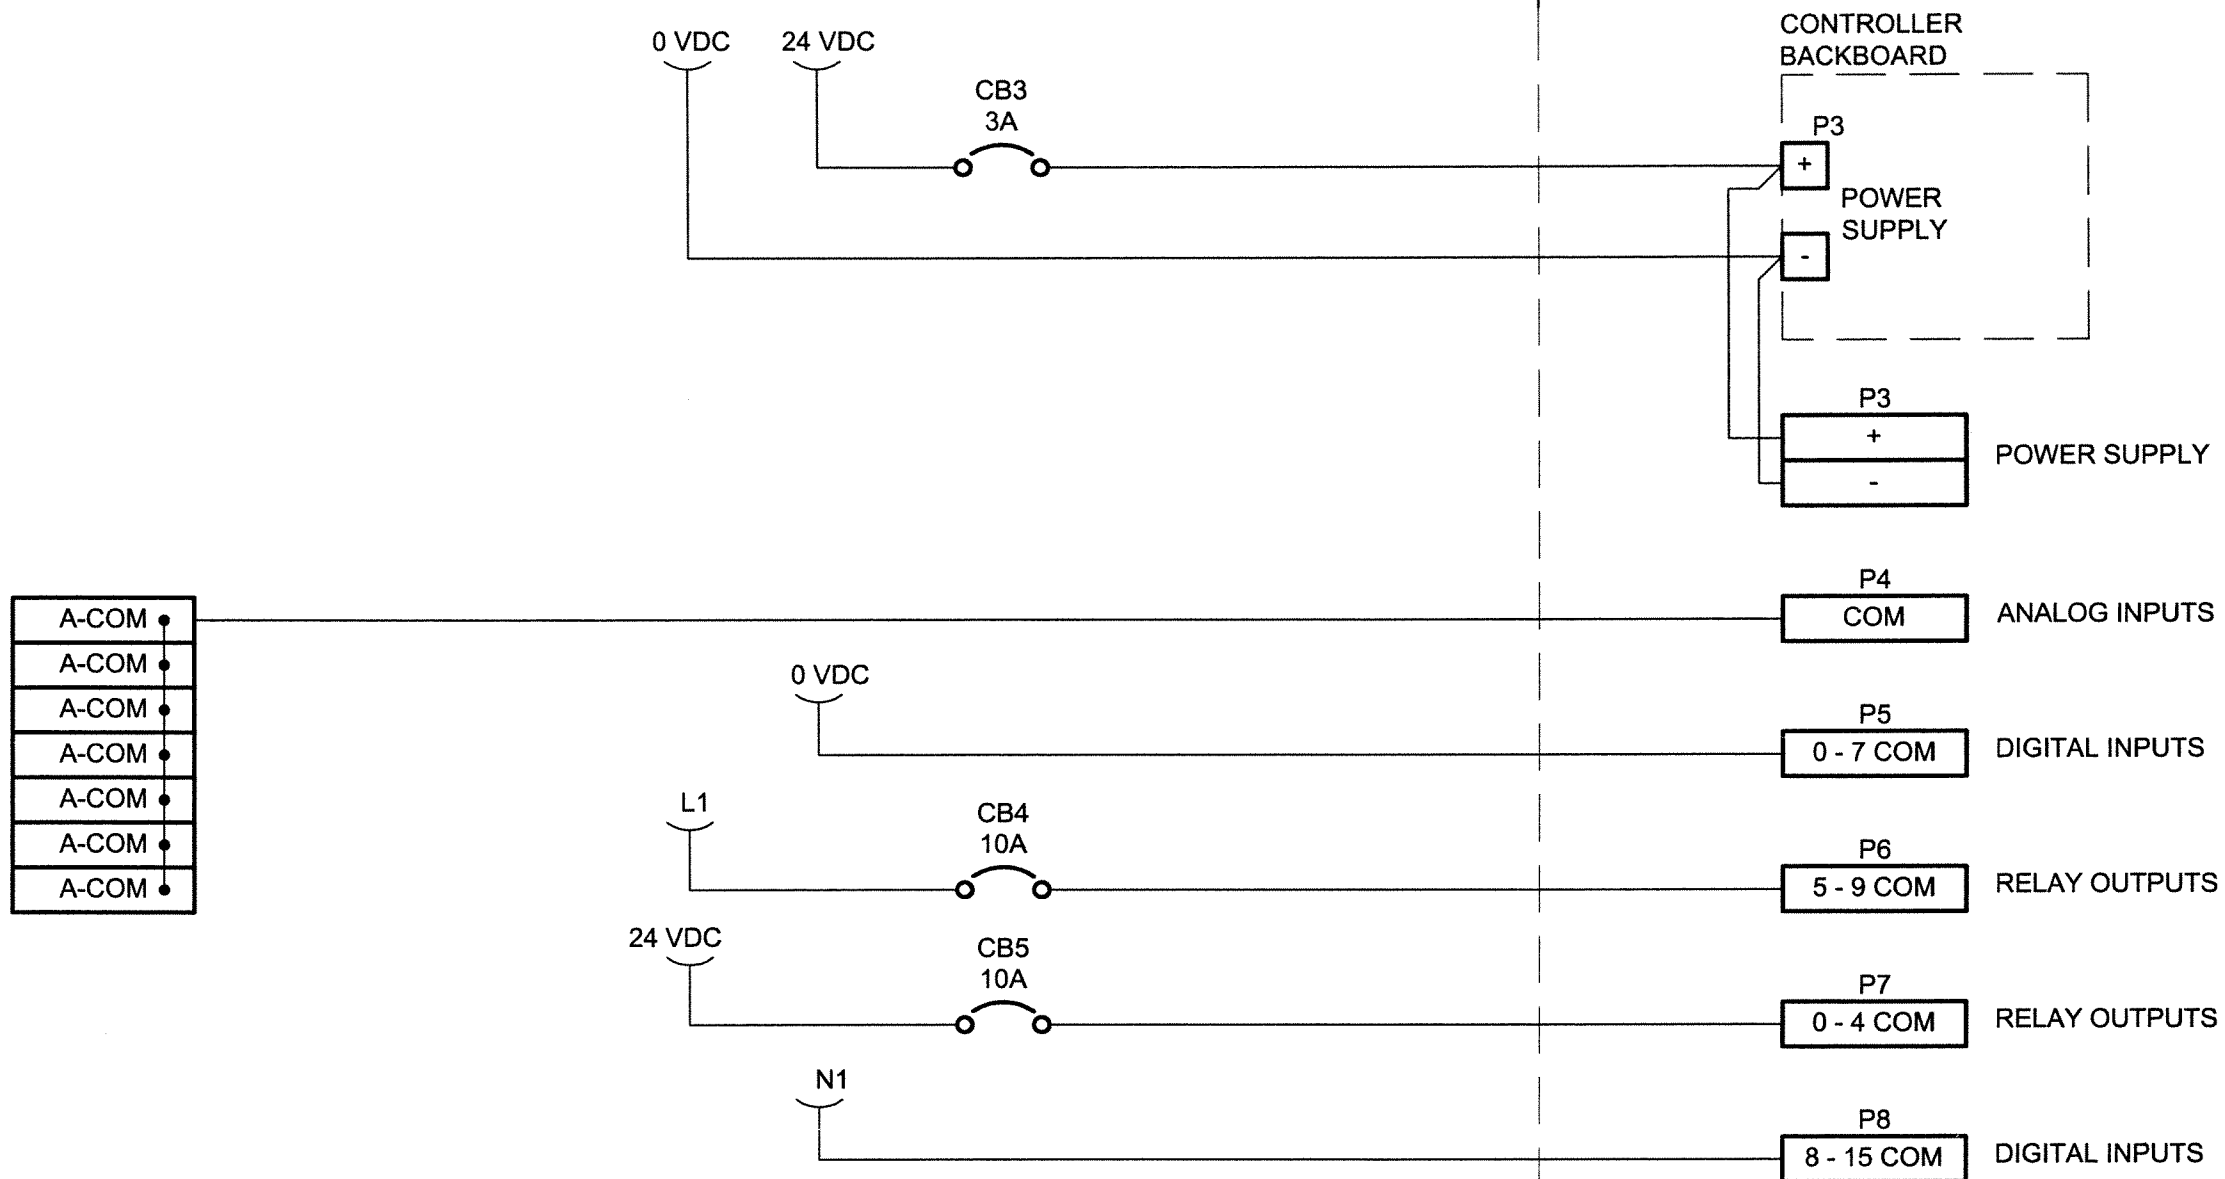 CONTROLLER
BACKBOARD
0 VDC
24 VDC
CB3
3A
P3
+
POWER
SUPPLY
-
P3
+
POWER SUPPLY
-
P4
A-COM
COM
ANALOG INPUTS
A-COM
0 VDC
A-COM
P5
A-COM
0 - 7 COM
DIGITAL INPUTS
A-COM
L1
CB4
10A
A-COM
P6
A-COM
5 - 9 COM
RELAY OUTPUTS
24 VDC
CB5
10A
P7
0 - 4 COM
RELAY OUTPUTS
N1
P8
8 - 15 COM
DIGITAL INPUTS